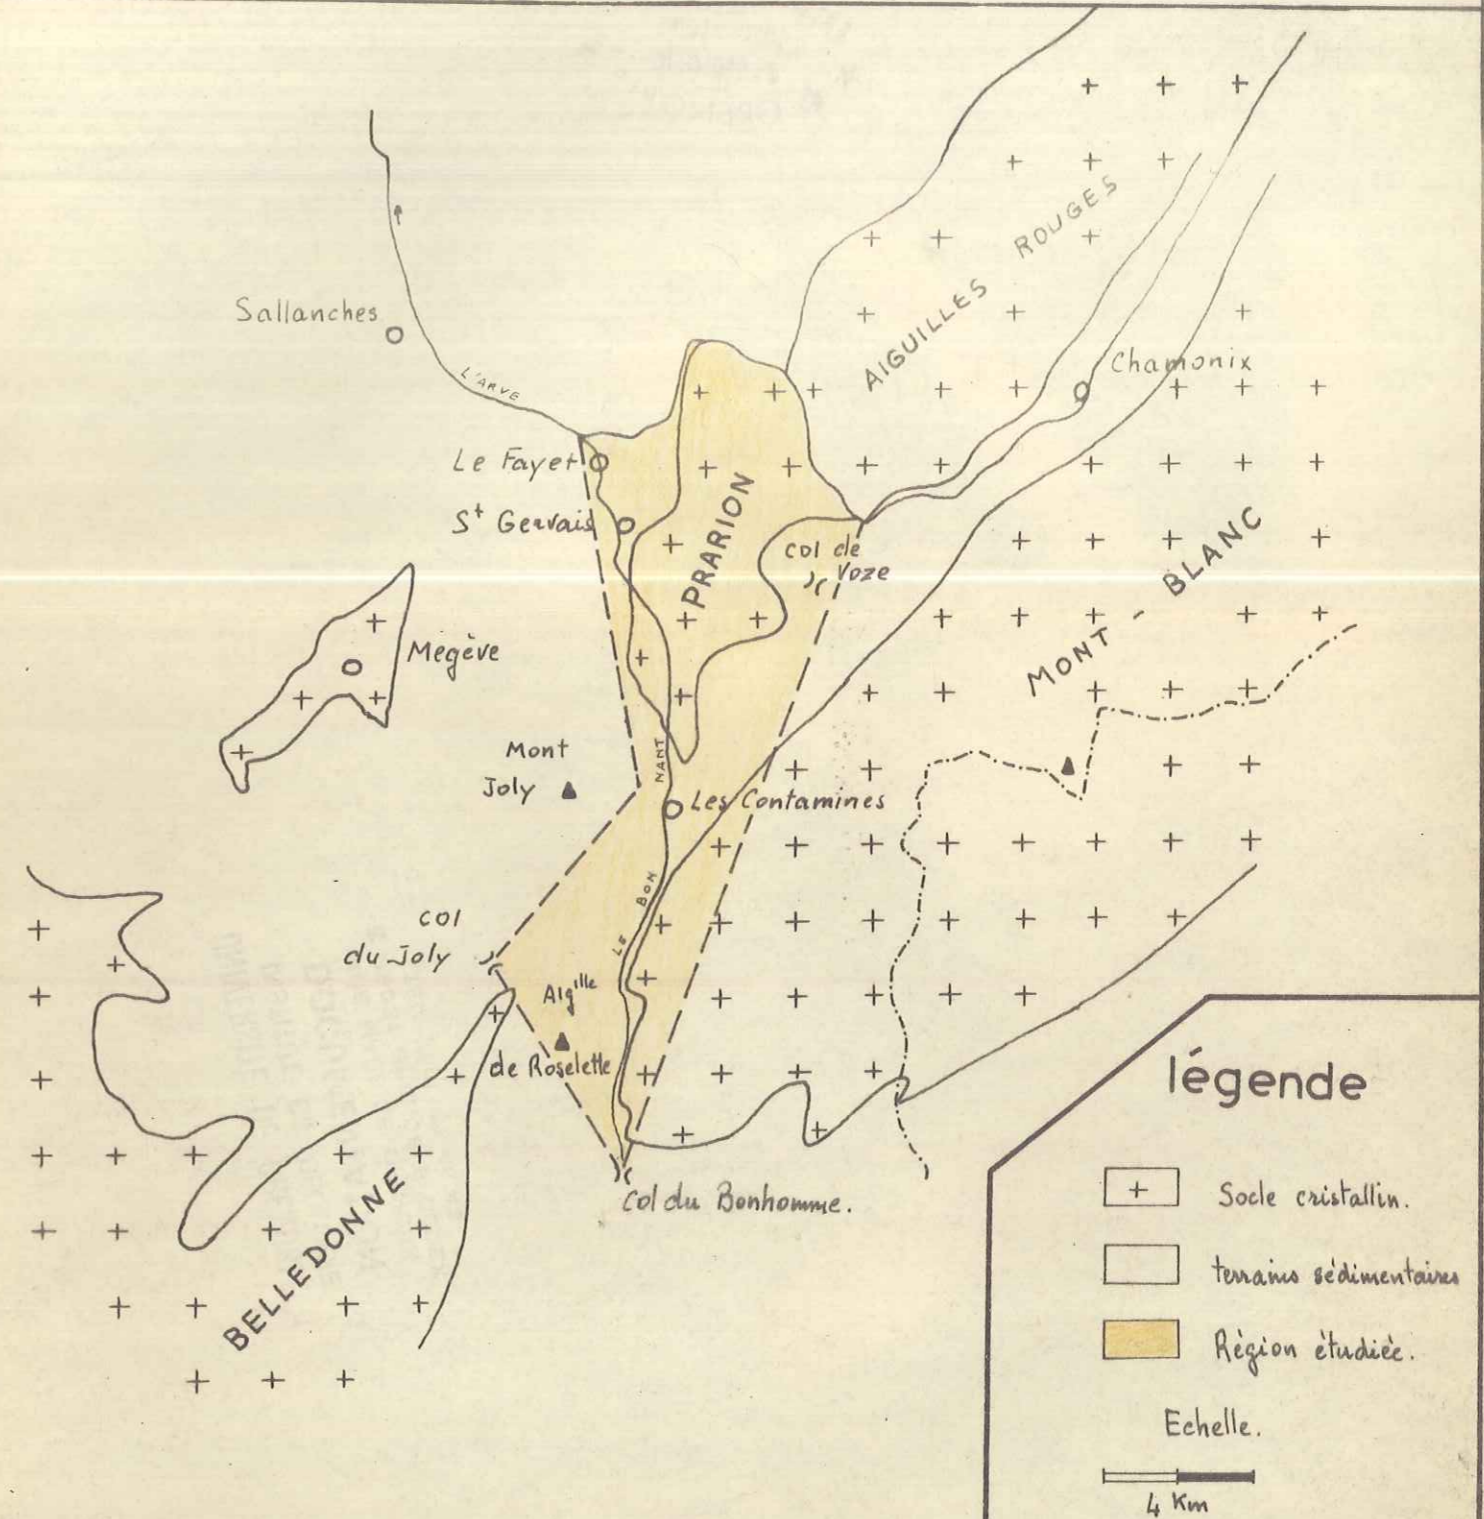 AIGUILLES ROUGES
Sallanches
L'ARVE
Chamonix
Le Fayet
St Gervais
PRARION
col de
Voze
MONT - BLANC
Megève
Mont
Joly
NANT
Les Contamines
BON
LE
col
du Joly
Aigille
de Roselette
BELLEDONNE
Col du Bonhomme.
légende
Socle cristallin.
terrains sédimentaires
Région étudiée.
Echelle.
4 Km